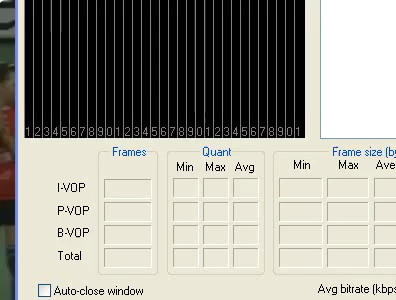 1234567890123456789012345678901
Frames Quant Frame size (by
Min Max Avg Min Max Ave
I-VOP
P-VOP
B-VOP
Total
Auto-close window Avg bitrate (kbps